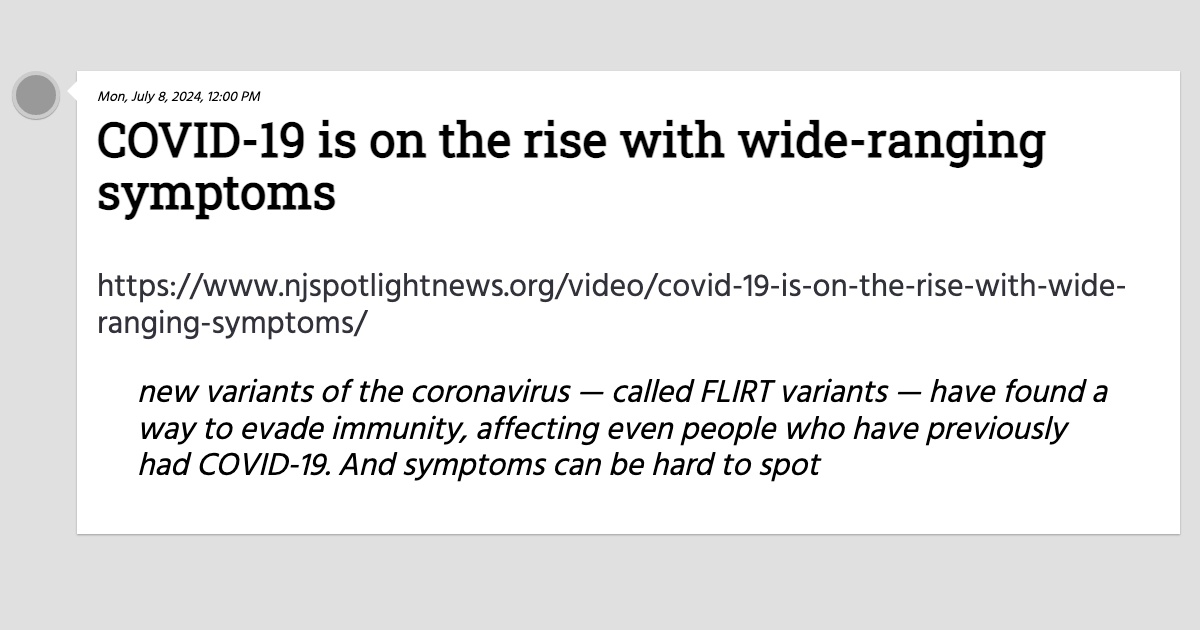 Mon, July 8, 2024, 12:00 PM
COVID-19 is on the rise with wide-ranging
symptoms
https://www.njspotlightnews.org/video/covid-19-is-on-the-rise-with-wide-
ranging-symptoms/
new variants of the coronavirus — called FLIRT variants — have found a
way to evade immunity, affecting even people who have previously
had COVID-19. And symptoms can be hard to spot